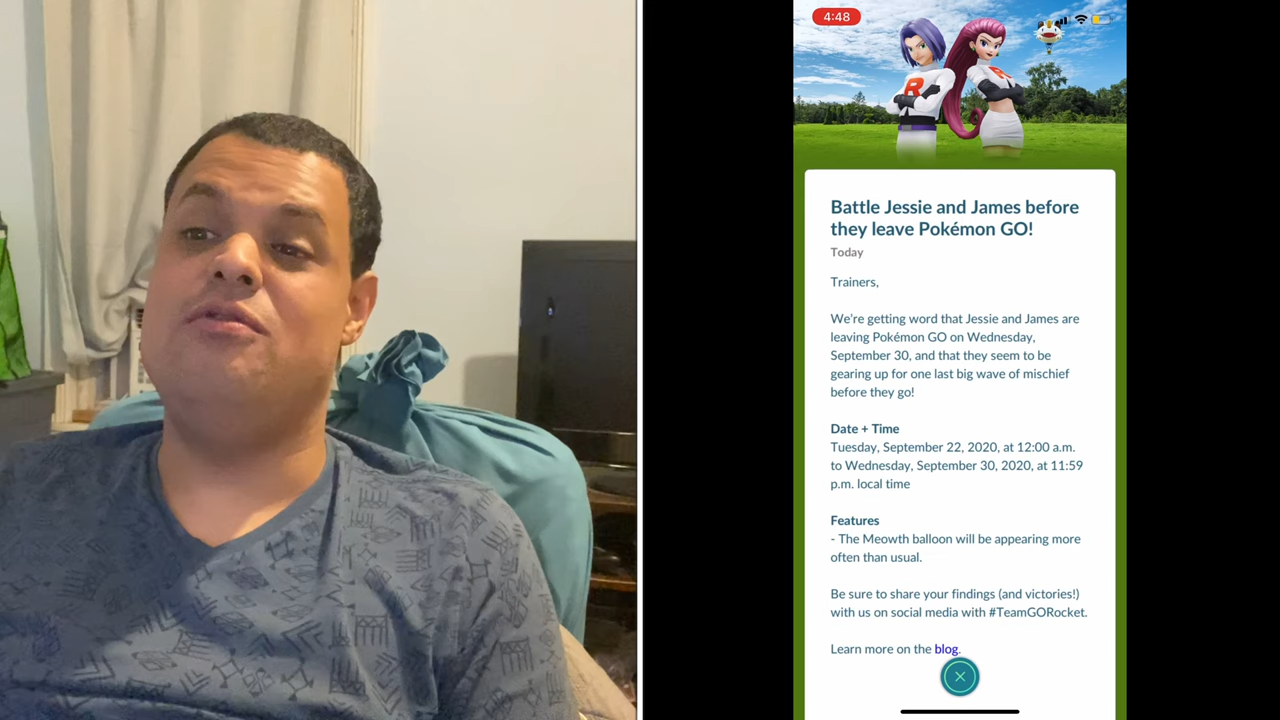 4:48
R
Battle Jessie and James before
they leave Pokémon GO!
Today
Trainers,
We're getting word that Jessie and James are
leaving Pokémon GO on Wednesday,
September 30, and that they seem to be
gearing up for one last big wave of mischief
before they go!
Date + Time
Tuesday, September 22, 2020, at 12:00 a.m.
to Wednesday, September 30, 2020, at 11:59
p.m. local time
Features
- The Meowth balloon will be appearing more
often than usual.
Be sure to share your findings (and victories!)
with us on social media with #TeamGORocket.
Learn more on the blog.